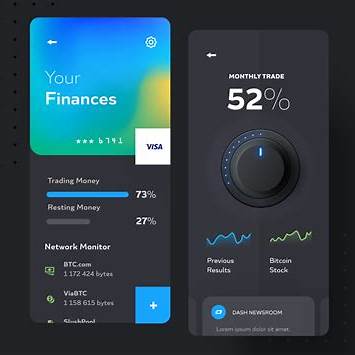 Your
Finances
*** 6741
VISA
Trading Money
73%
Resting Money
27%
Network Monitor
BTC.com
1 172 424 bytes
ViaBTC
1 158 615 bytes
SlushPool
+
MONTHLY TRADE
52%
Previous
Results
Bitcoin
Stock
DASH NEWSROOM
Lorem ipsum dolor sit amet,